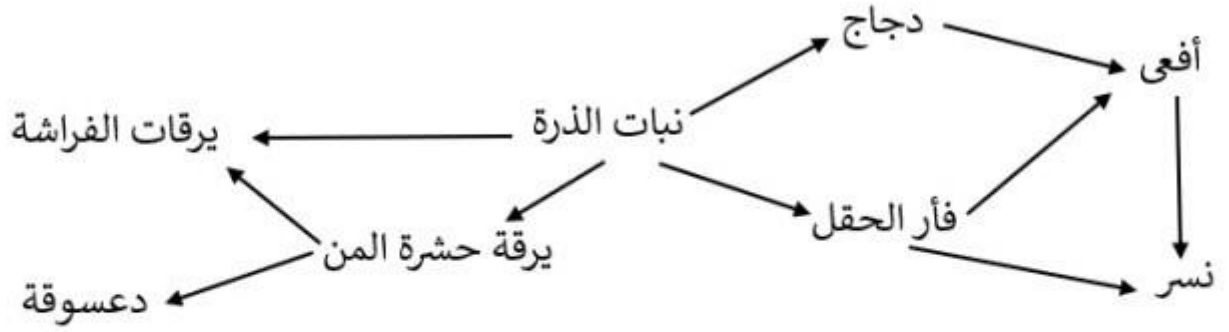 دجاج
أفعى
نبات الذرة
يرقات الفراشة
فأر الحقل
يرقة حشرة المن
نسر
دعسوقة